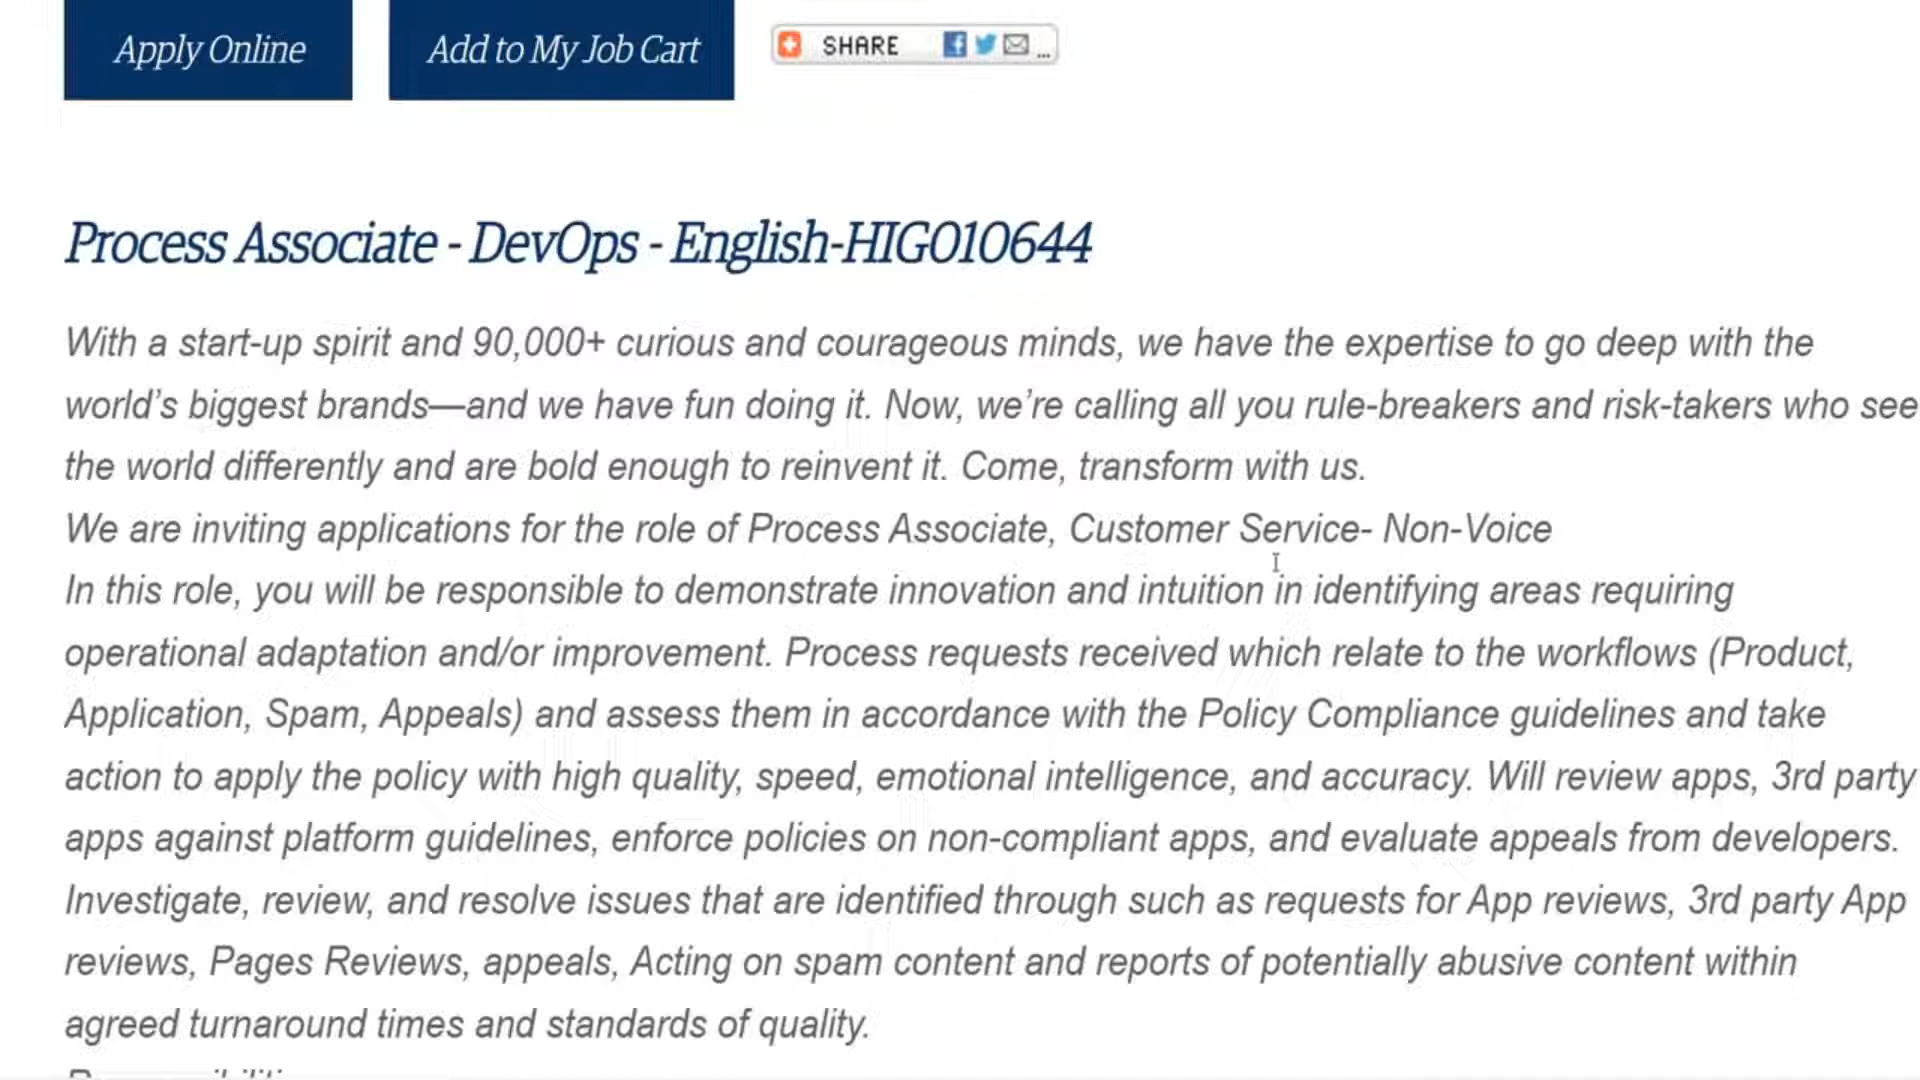 Apply Online
Add to My Job Cart
SHARE
...
Process Associate - DevOps - English-HIG010644
With a start-up spirit and 90,000+ curious and courageous minds, we have the expertise to go deep with the
world’s biggest brands—and we have fun doing it. Now, we’re calling all you rule-breakers and risk-takers who see
the world differently and are bold enough to reinvent it. Come, transform with us.
We are inviting applications for the role of Process Associate, Customer Service- Non-Voice
In this role, you will be responsible to demonstrate innovation and intuition in identifying areas requiring
operational adaptation and/or improvement. Process requests received which relate to the workflows (Product,
Application, Spam, Appeals) and assess them in accordance with the Policy Compliance guidelines and take
action to apply the policy with high quality, speed, emotional intelligence, and accuracy. Will review apps, 3rd party
apps against platform guidelines, enforce policies on non-compliant apps, and evaluate appeals from developers.
Investigate, review, and resolve issues that are identified through such as requests for App reviews, 3rd party App
reviews, Pages Reviews, appeals, Acting on spam content and reports of potentially abusive content within
agreed turnaround times and standards of quality.